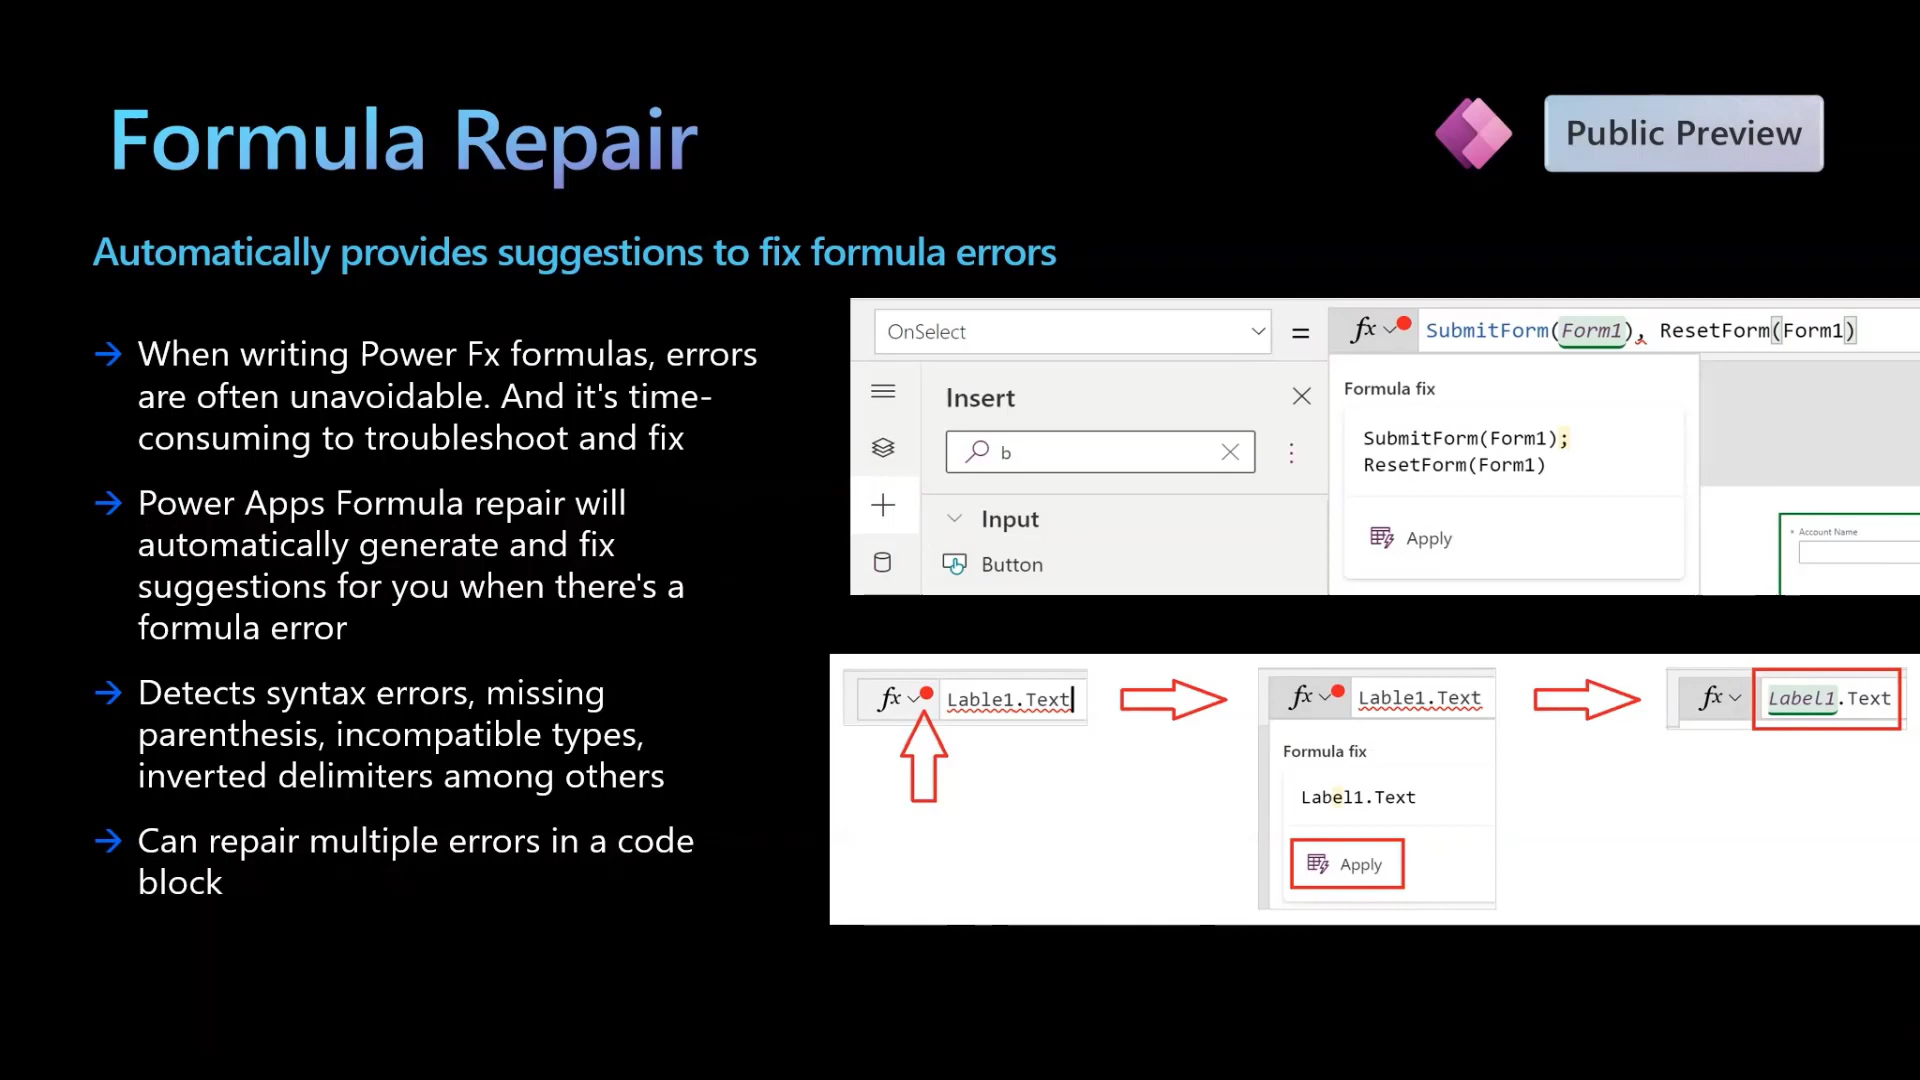 Formula Repair
Public Preview
Automatically provides suggestions to fix formula errors
When writing Power Fx formulas, errors
are often unavoidable. And it's time-
consuming to troubleshoot and fix
Power Apps Formula repair will
automatically generate and fix
suggestions for you when there's a
formula error
Detects syntax errors, missing
parenthesis, incompatible types,
inverted delimiters among others
Can repair multiple errors in a code
block
OnSelect = fx SubmitForm(Form1), ResetForm(Form1)
Insert
b
Input
Button
Formula fix
SubmitForm(Form1);
ResetForm(Form1)
Apply
* Account Name
fx Lable1.Text
fx Lable1.Text
Formula fix
Label1.Text
Apply
fx Label1.Text